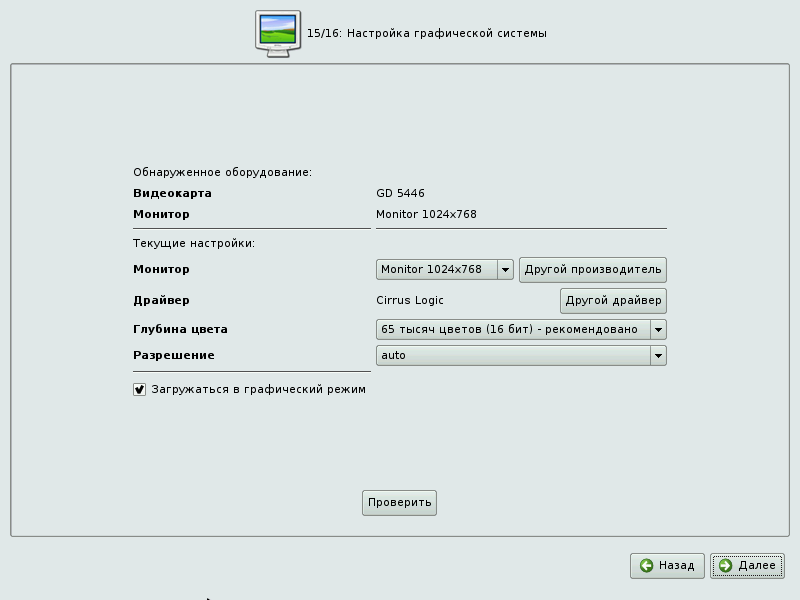 15/16: Настройка графической системы
Обнаруженное оборудование:
Видеокарта GD 5446
Монитор Monitor 1024x768
Текущие настройки:
Монитор Monitor 1024x768 Другой производитель
Драйвер Cirrus Logic Другой драйвер
Глубина цвета 65 тысяч цветов (16 бит) - рекомендовано
Разрешение auto
Загружаться в графический режим
Проверить
Назад Далее